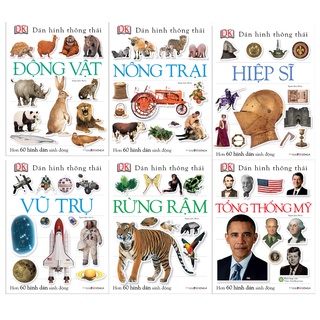 DK
Dán hình thông thái
ĐỘNG VẬT
Hơn 60 hình dán sinh động
DK
Dán hình thông thái
NÔNG TRẠI
Hơn 60 hình dán sinh động
DK
Dán hình thông thái
HIỆP SĨ
Hơn 60 hình dán sinh động
DK
Dán hình thông thái
VŨ TRỤ
Hơn 60 hình dán sinh động
DK
Dán hình thông thái
RỪNG RẬM
Hơn 60 hình dán sinh động
DK
Dán hình thông thái
TỔNG THỐNG MỸ
Hơn 60 hình dán sinh động